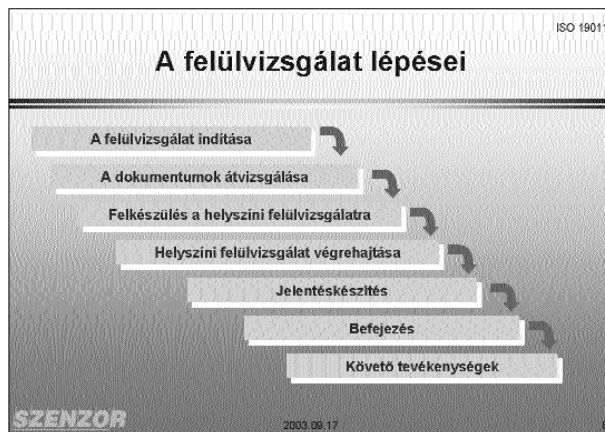 ISO 19011
A felülvizsgálat lépései
A felülvizsgálat indítása
A dokumentumok átvizsgálása
Felkészülés a helyszíni felülvizsgálatra
Helyszíni felülvizsgálat végrehajtása
Jelentéskészítés
Befejezés
Követő tevékenységek
SZENZOR
2003.09.17